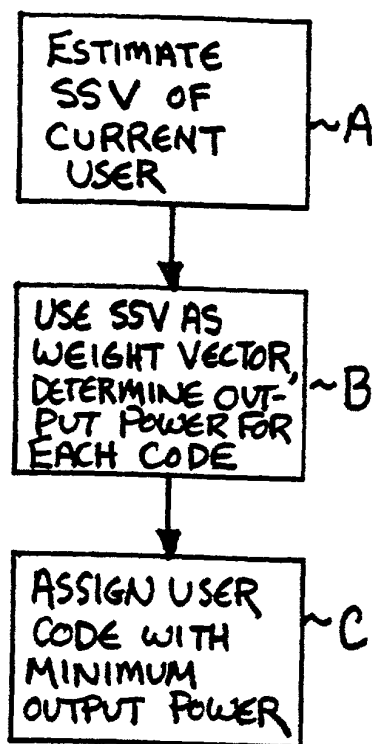 ESTIMATE
SSV OF
CURRENT
USER
~A
USE SSV AS
WEIGHT VECTOR,
DETERMINE OUT-
PUT POWER FOR
EACH CODE
~B
ASSIGN USER
CODE WITH
MINIMUM
OUTPUT POWER
~C